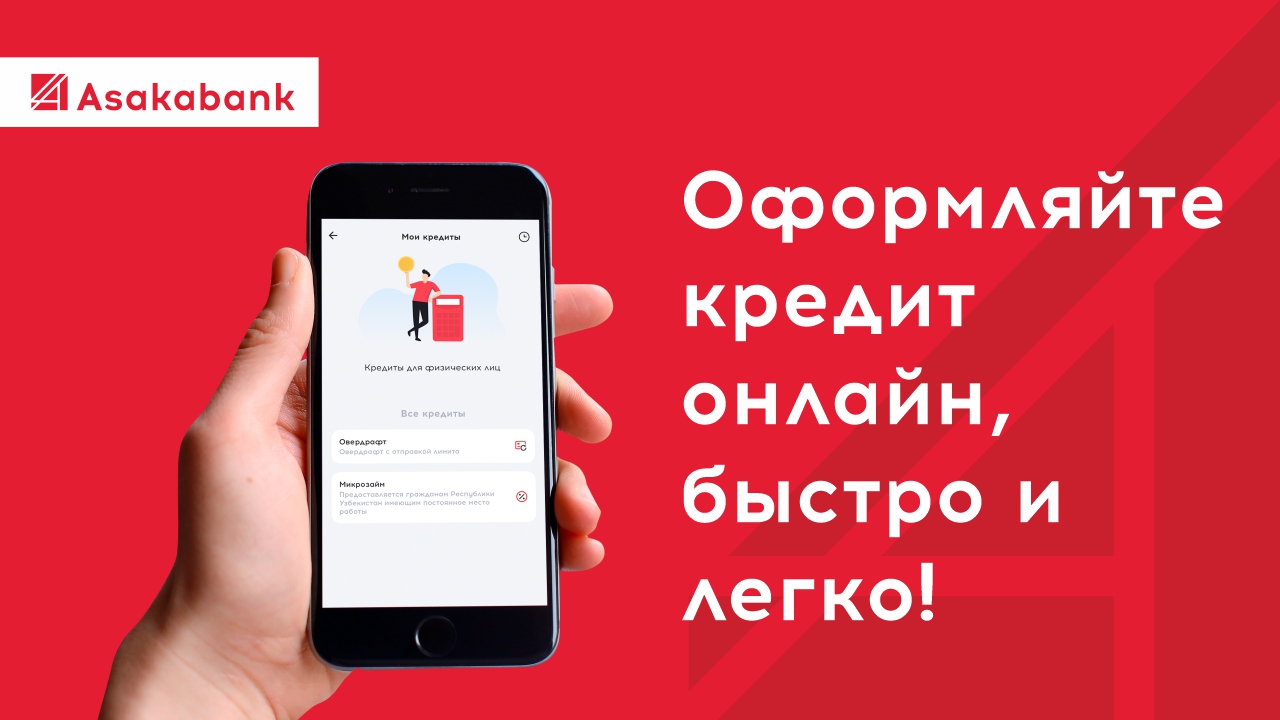 Asakabank
Оформляйте
кредит
онлайн,
быстро и
легко!
Мои кредиты
Кредиты для физических лиц
Все кредиты
Овердрафт
Овердрафт с отправкой лимита
Микрозайм
Предоставляется гражданам Республики
Узбекистан имеющим постоянное место
работы